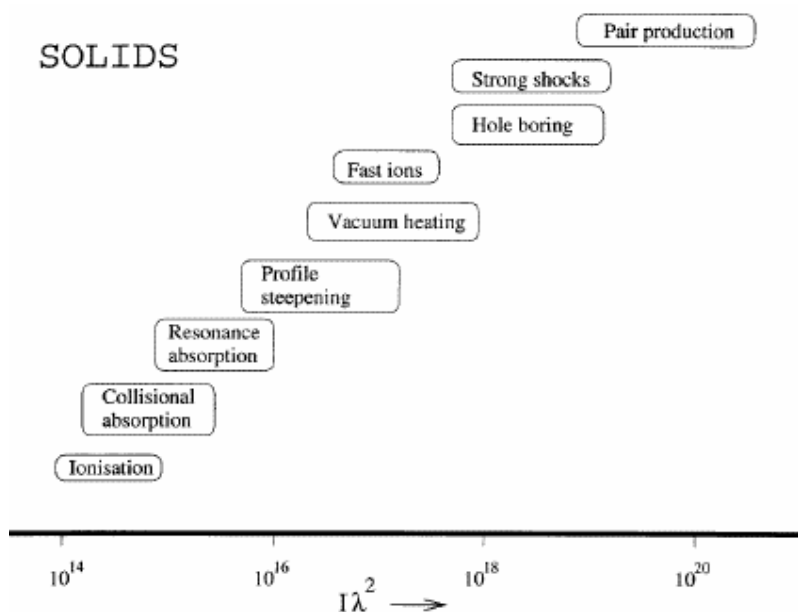 SOLIDS
Pair production
Strong shocks
Hole boring
Fast ions
Vacuum heating
Profile
steepening
Resonance
absorption
Collisional
absorption
Ionisation
10^14 10^16 10^18 10^20
Iλ^2 →